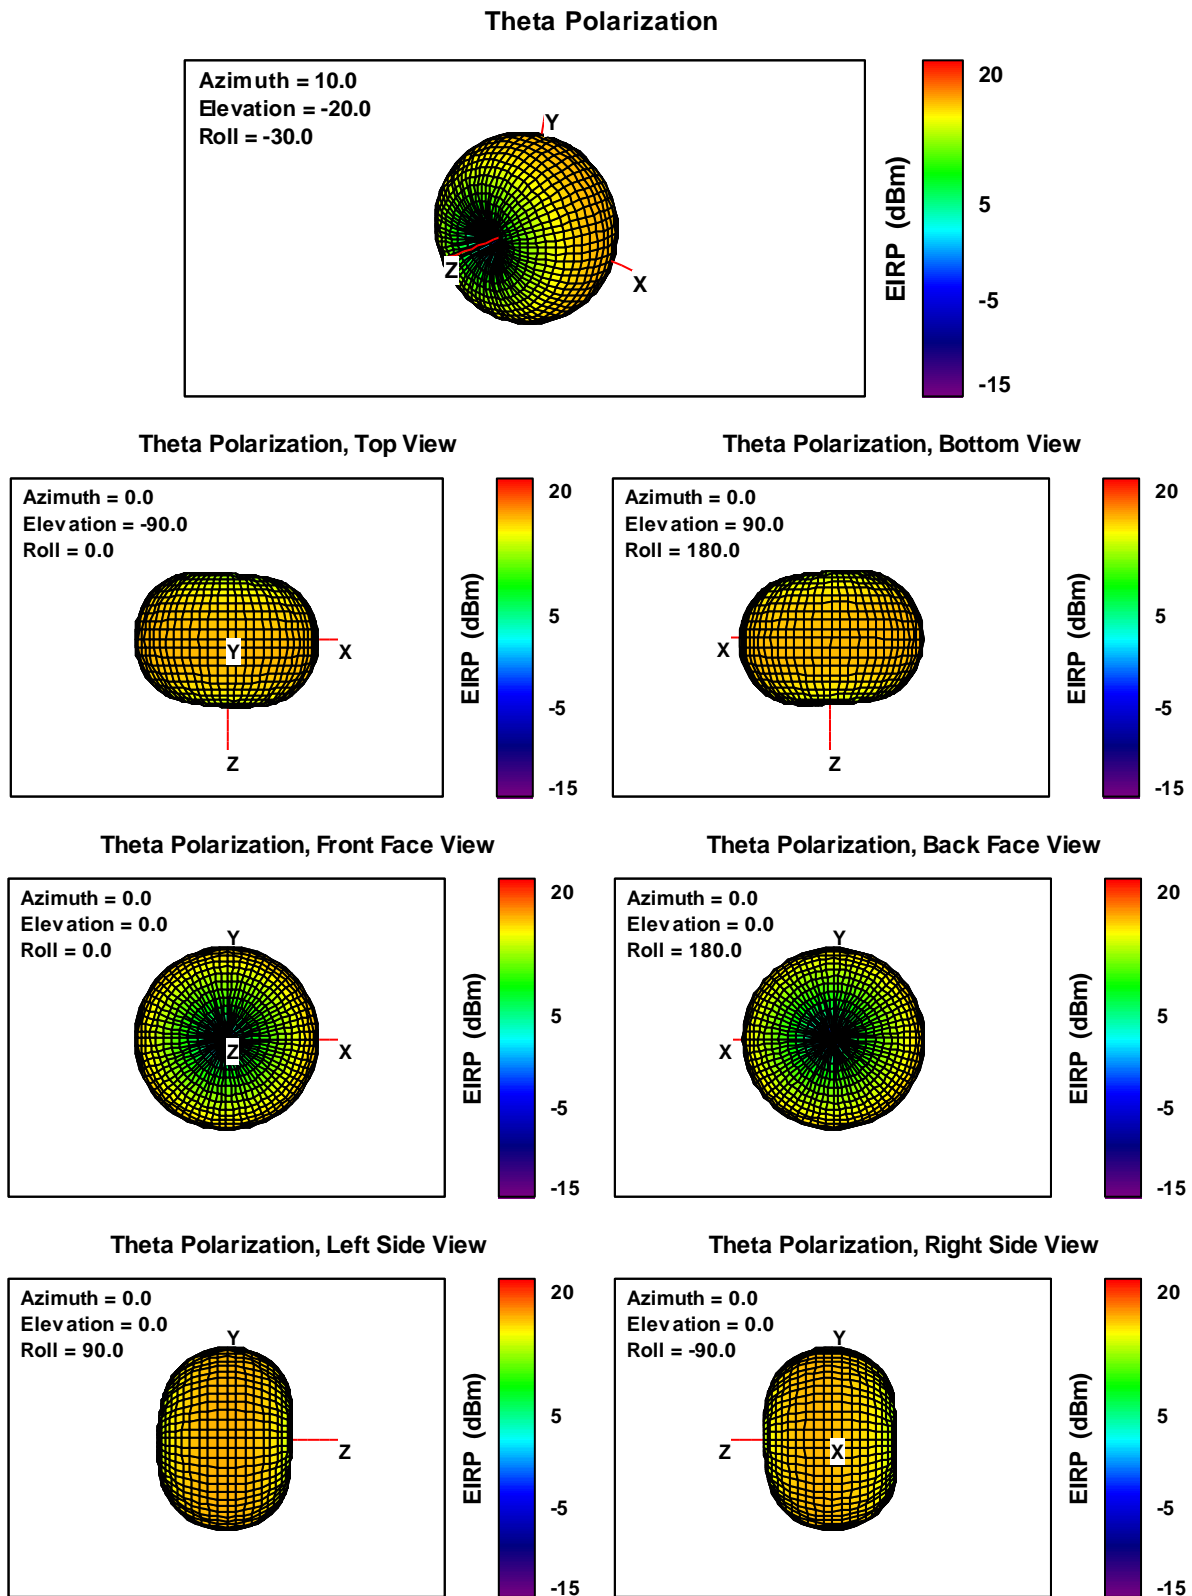 Theta Polarization
Azimuth = 10.0
Elevation = -20.0
Roll = -30.0
Y
Z
X
EIRP (dBm)
20
5
-5
-15
Theta Polarization, Top View
Azimuth = 0.0
Elevation = -90.0
Roll = 0.0
Y
X
Z
EIRP (dBm)
20
5
-5
-15
Theta Polarization, Bottom View
Azimuth = 0.0
Elevation = 90.0
Roll = 180.0
X
Z
EIRP (dBm)
20
5
-5
-15
Theta Polarization, Front Face View
Azimuth = 0.0
Elevation = 0.0
Roll = 0.0
Y
Z
X
EIRP (dBm)
20
5
-5
-15
Theta Polarization, Back Face View
Azimuth = 0.0
Elevation = 0.0
Roll = 180.0
Y
X
EIRP (dBm)
20
5
-5
-15
Theta Polarization, Left Side View
Azimuth = 0.0
Elevation = 0.0
Roll = 90.0
Y
Z
EIRP (dBm)
20
5
-5
-15
Theta Polarization, Right Side View
Azimuth = 0.0
Elevation = 0.0
Roll = -90.0
Y
Z
X
EIRP (dBm)
20
5
-5
-15